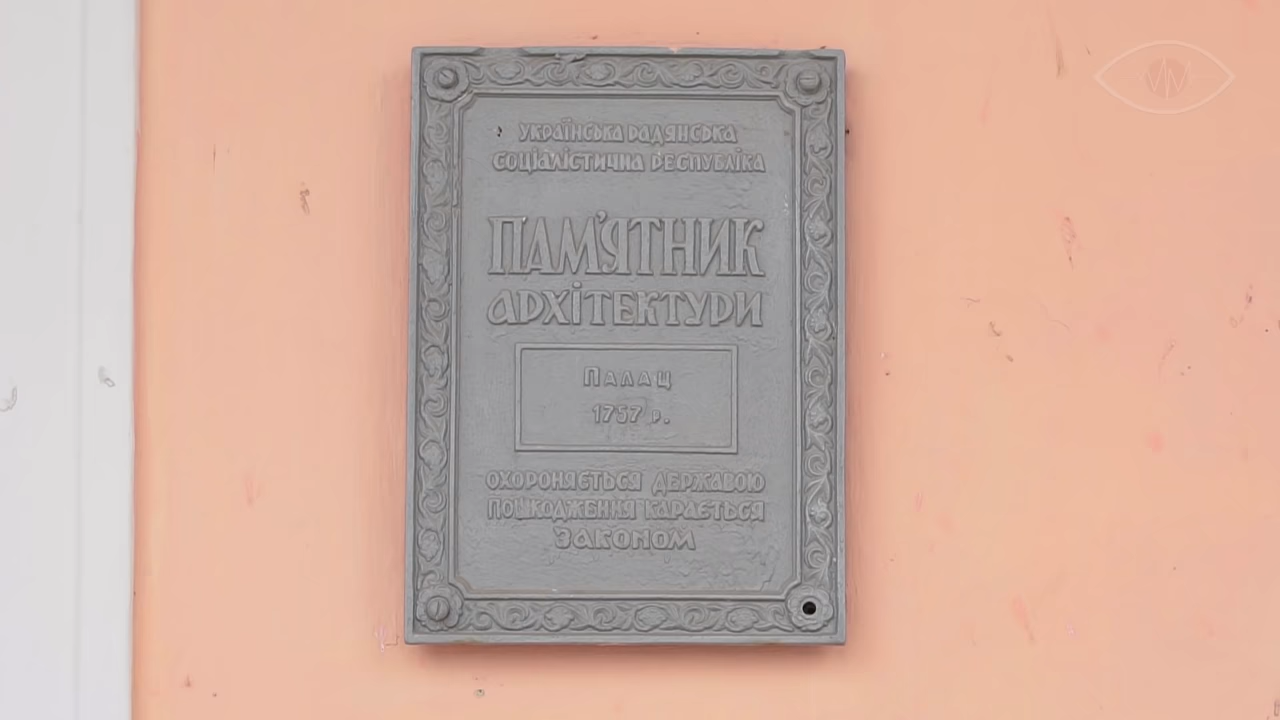 УКРАЇНСЬКА РАДЯНСЬКА
СОЦІАЛІСТИЧНА РЕСПУБЛІКА
ПАМ'ЯТНИК
АРХІТЕКТУРИ
Палац
1757 р.
ОХОРОНЯЄТЬСЯ ДЕРЖАВОЮ
ПОШКОДЖЕННЯ КАРАЄТЬСЯ
ЗАКОНОМ